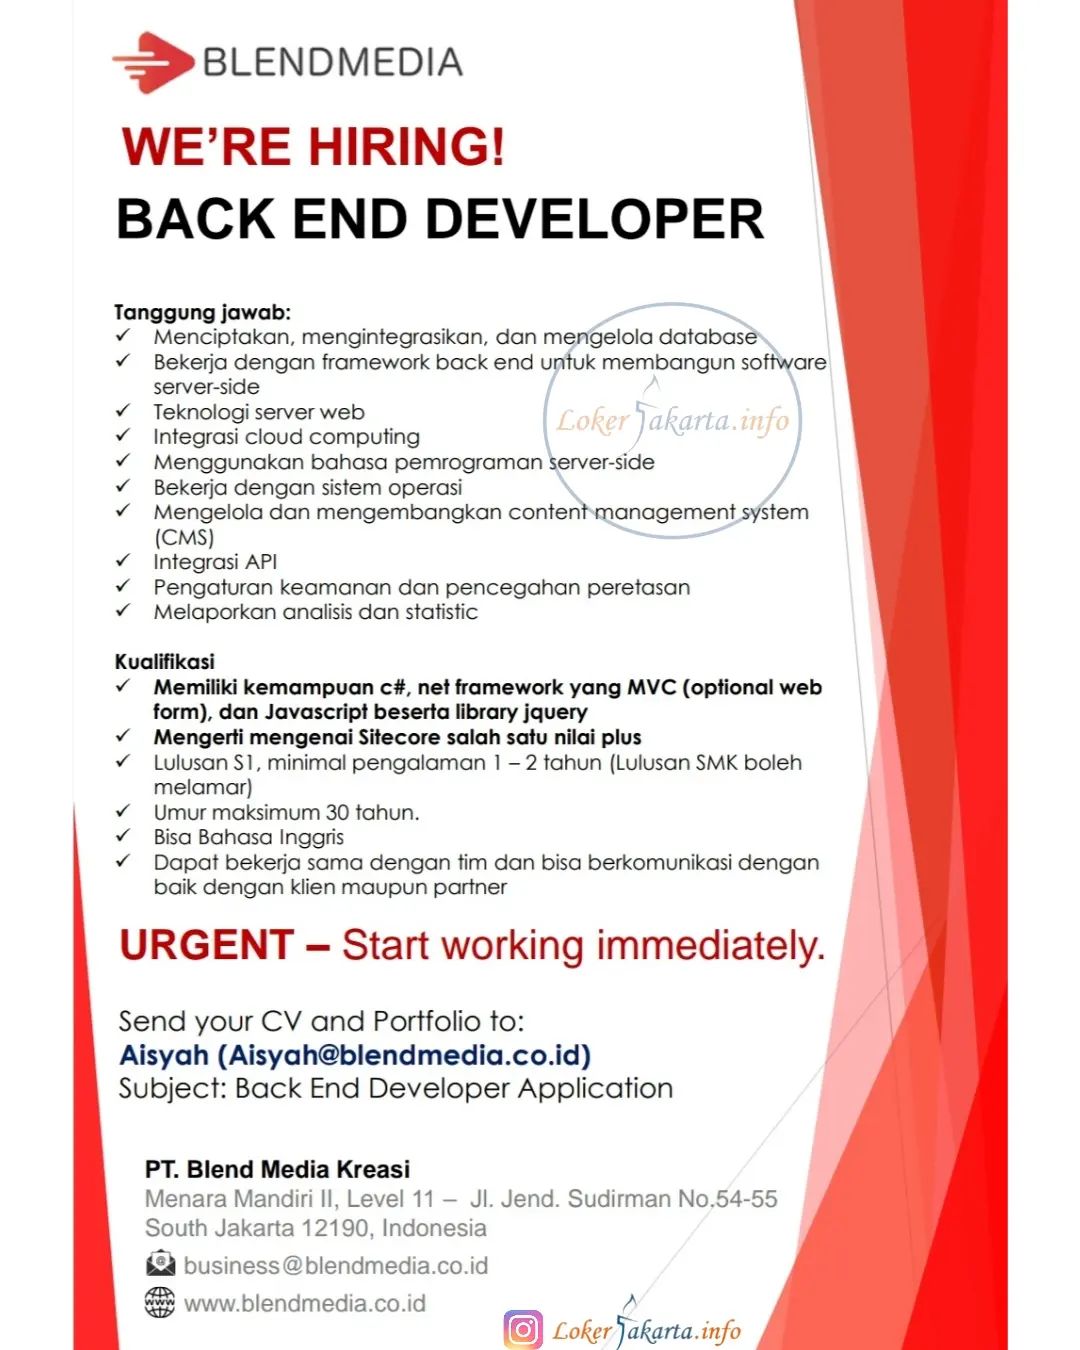 BLENDMEDIA
WE'RE HIRING!
BACK END DEVELOPER
Tanggung jawab:
✓ Menciptakan, mengintegrasikan, dan mengelola database
✓ Bekerja dengan framework back end untuk membangun software
server-side
✓ Teknologi server web
✓ Integrasi cloud computing
✓ Menggunakan bahasa pemrograman server-side
✓ Bekerja dengan sistem operasi
✓ Mengelola dan mengembangkan content management system
(CMS)
✓ Integrasi API
✓ Pengaturan keamanan dan pencegahan peretasan
✓ Melaporkan analisis dan statistic
Loker Jakarta.info
Kualifikasi
✓ Memiliki kemampuan c#, net framework yang MVC (optional web
form), dan Javascript beserta library jquery
✓ Mengerti mengenai Sitecore salah satu nilai plus
✓ Lulusan S1, minimal pengalaman 1 – 2 tahun (Lulusan SMK boleh
melamar)
✓ Umur maksimum 30 tahun.
✓ Bisa Bahasa Inggris
✓ Dapat bekerja sama dengan tim dan bisa berkomunikasi dengan
baik dengan klien maupun partner
URGENT – Start working immediately.
Send your CV and Portfolio to:
Aisyah (Aisyah@blendmedia.co.id)
Subject: Back End Developer Application
PT. Blend Media Kreasi
Menara Mandiri II, Level 11 – Jl. Jend. Sudirman No.54-55
South Jakarta 12190, Indonesia
business@blendmedia.co.id
www.blendmedia.co.id
Loker Jakarta.info